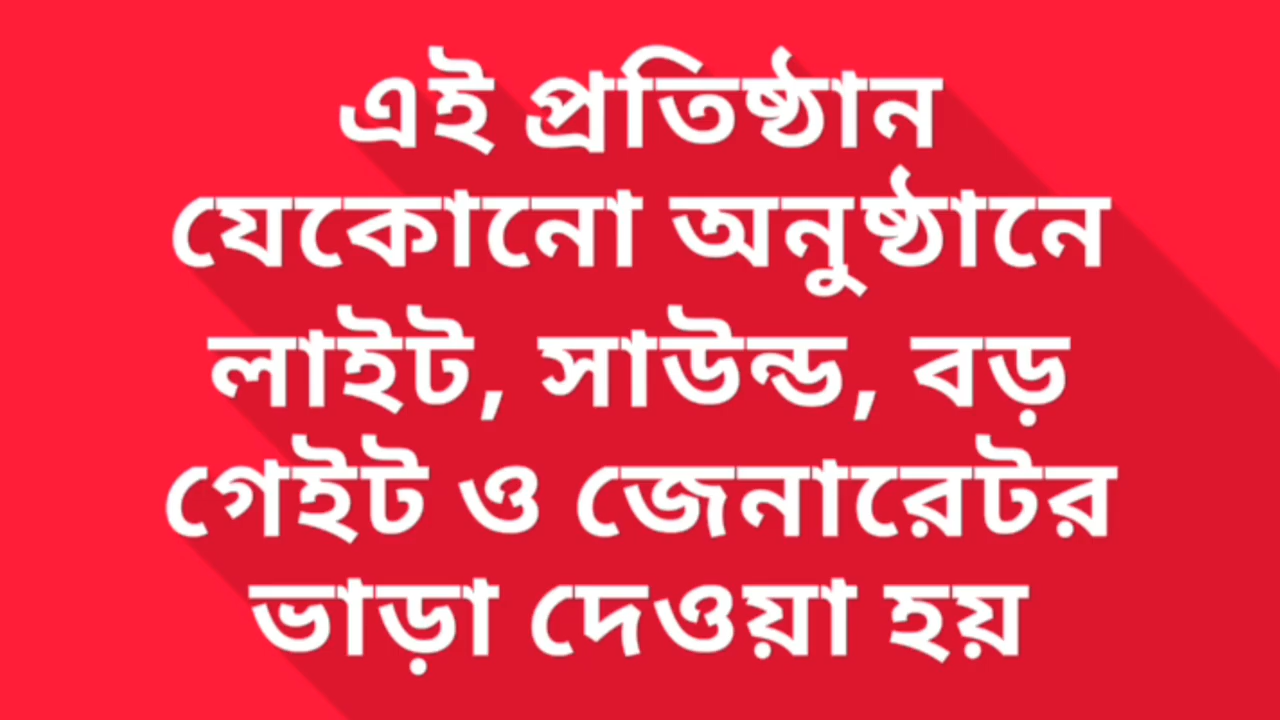 এই প্রতিষ্ঠান
যেকোনো অনুষ্ঠানে
লাইট, সাউন্ড, বড়
গেইট ও জেনারেটর
ভাড়া দেওয়া হয়